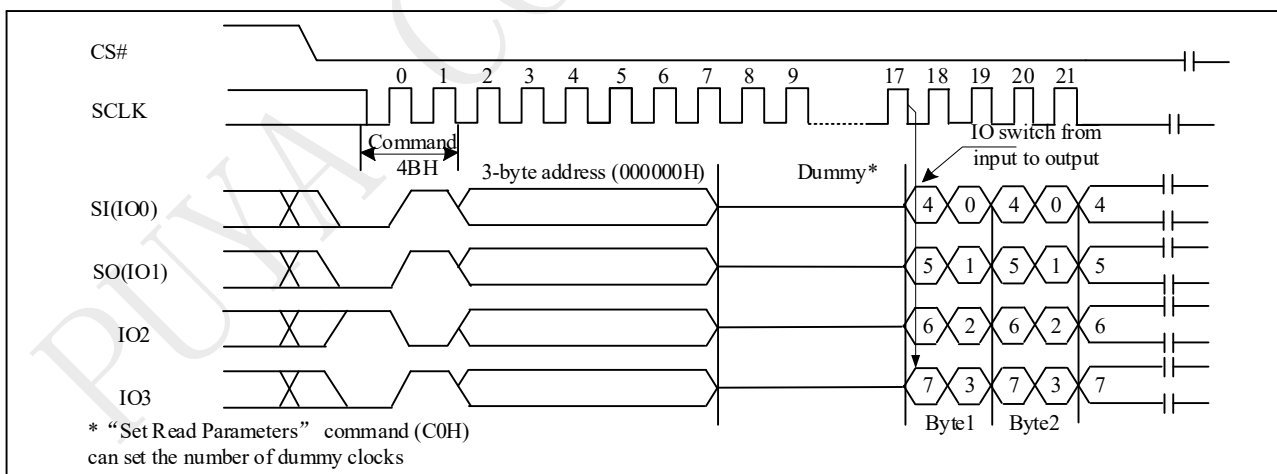 CS#
0 1 2 3 4 5 6 7 8 9 17 18 19 20 21
SCLK
Command
4BH
IO switch from
input to output
3-byte address (000000H)
Dummy*
SI(IO0)
4 0 4 0 4
SO(IO1)
5 1 5 1 5
IO2
6 2 6 2 6
IO3
7 3 7 3 7
Byte1 Byte2
* “Set Read Parameters” command (C0H)
can set the number of dummy clocks
PUYA CO